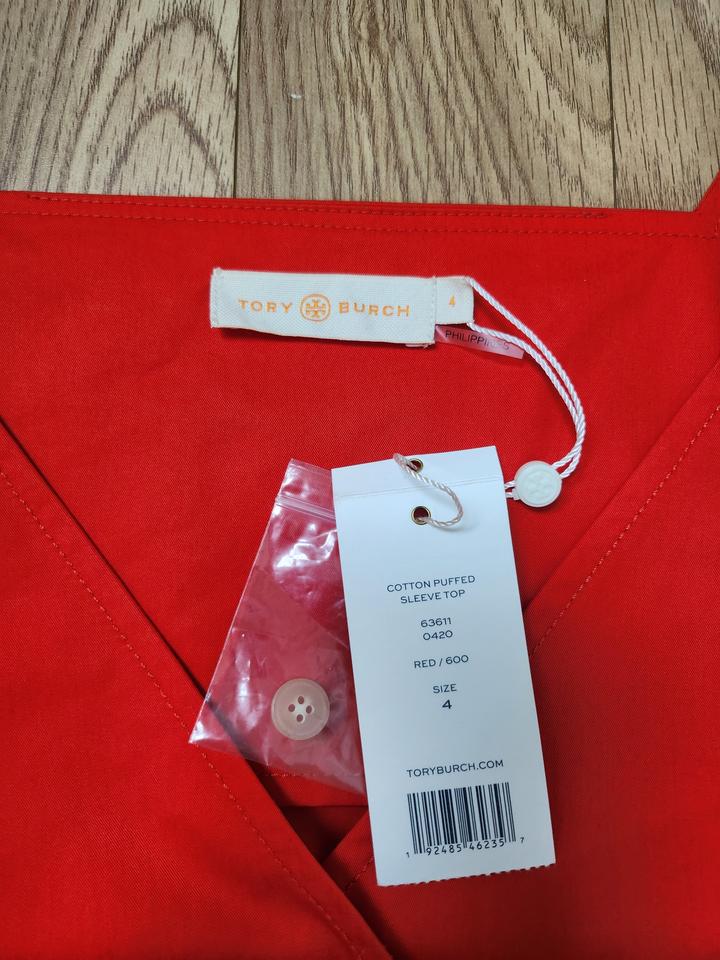 TORY BURCH
4
PHILIPPINES
COTTON PUFFED
SLEEVE TOP
63611
0420
RED / 600
SIZE
4
TORYBURCH.COM
1 92485 46235 7